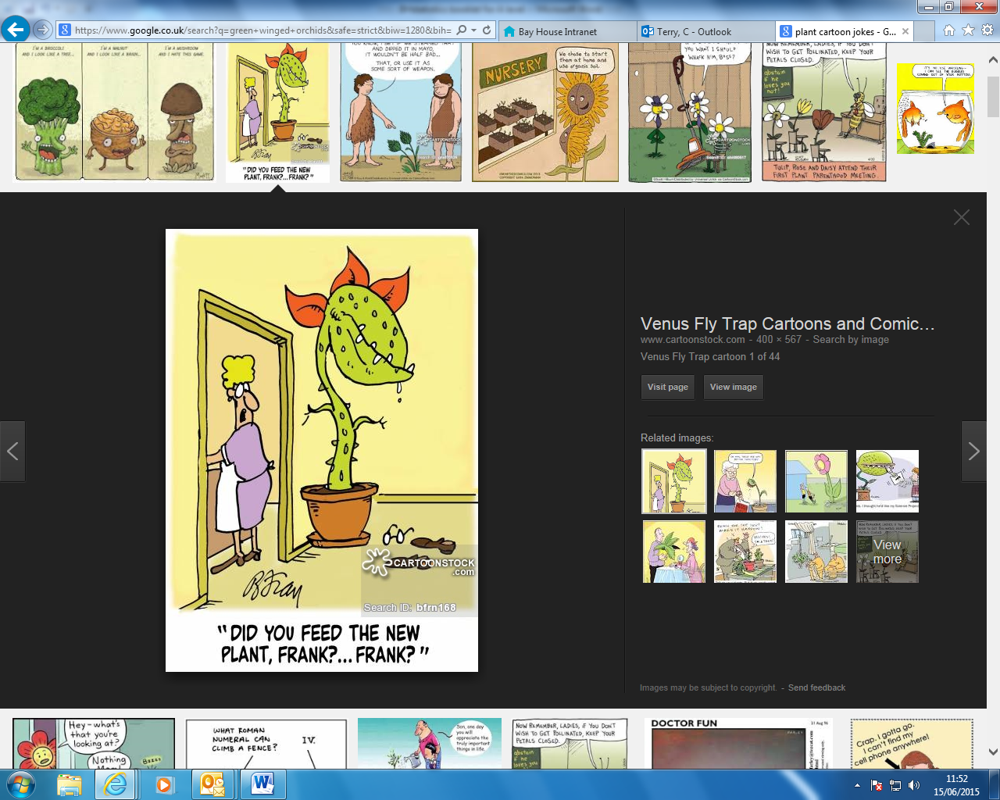 https://www.google.co.uk/search?q=green+winged+orchids&safe=strict&biw=1280&bih=
Bay House Intranet
Terry, C - Outlook
plant cartoon jokes - G...
I'M A BROCCOLI
AND I LOOK LIKE A TREE...
I'M A WALNUT
AND I LOOK LIKE A BRAIN...
I'M A MUSHROOM
AND I HATE THIS GAME.
"DID YOU FEED THE NEW
PLANT, FRANK?...FRANK?"
AND DIPPED IT IN MAYO,
IT WOULDN'T BE HALF BAD...
THAT, OR USE IT AS
SOME SORT OF WEAPON.
CARTOONSTOCK
.com
NURSERY
We chose to start
them at home and
use organic soil.
YOU WANT I SHOULD
WHACK HIM, BOSS?
CARTOONSTOCK
.com
NOW REMEMBER, LADIES, IF YOU DON'T
WISH TO GET POLLINATED, KEEP YOUR
PETALS CLOSED.
abstain
if he
loves you
not!
TULIP, ROSE AND DAISY ATTEND THEIR
FIRST PLANT PARENTHOOD MEETING.
B Fran
CARTOONSTOCK
.com
Search ID: bfrn168
"DID YOU FEED THE NEW
PLANT, FRANK?...FRANK?"
Venus Fly Trap Cartoons and Comic...
www.cartoonstock.com - 400 × 567 - Search by image
Venus Fly Trap cartoon 1 of 44
Visit page
View image
Related images:
View
more
Images may be subject to copyright. - Send feedback
Hey-what's
that you're
looking at?
Nothing
Bzzzz
WHAT ROMAN
NUMERAL CAN
CLIMB A FENCE?
IV.
Son, one day
you will
appreciate the
truly important
things in life.
NOW REMEMBER, LADIES, IF YOU DON'T
WISH TO GET POLLINATED, KEEP YOUR
PETALS CLOSED.
abstain
if he
loves you
DOCTOR FUN
21 Aug 96
Crap. I gotta go.
I can't find my
cell phone anywhere!
11:52
15/06/2015